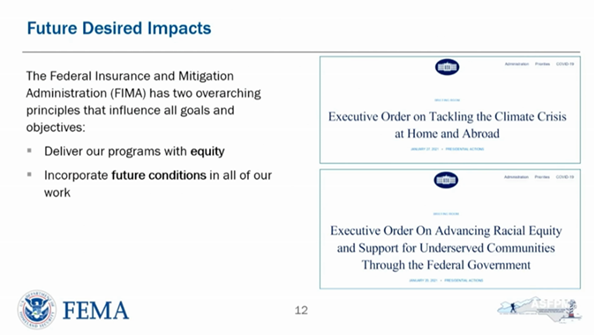 Future Desired Impacts
The Federal Insurance and Mitigation
Administration (FIMA) has two overarching
principles that influence all goals and
objectives:
Deliver our programs with equity
Incorporate future conditions in all of our
work
Administration Priorities COVID-19
BRIEFING ROOM
Executive Order on Tackling the Climate Crisis
at Home and Abroad
JANUARY 27, 2021 • PRESIDENTIAL ACTIONS
Administration Priorities COVID-19
BRIEFING ROOM
Executive Order On Advancing Racial Equity
and Support for Underserved Communities
Through the Federal Government
JANUARY 20, 2021 • PRESIDENTIAL ACTIONS
FEMA
12